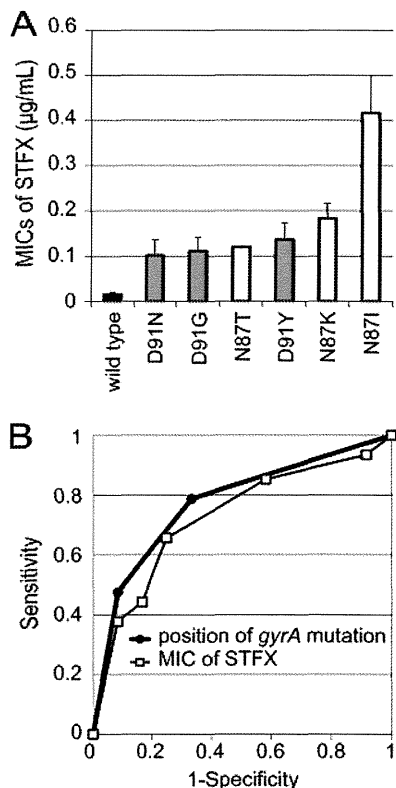 A
MICs of STFX (µg/mL)
0.6
0.5
0.4
0.3
0.2
0.1
0
wild type
D91N
D91G
N87T
D91Y
N87K
N87I
B
Sensitivity
1
0.8
0.6
0.4
0.2
0
position of gyrA mutation
MIC of STFX
0 0.2 0.4 0.6 0.8 1
1-Specificity